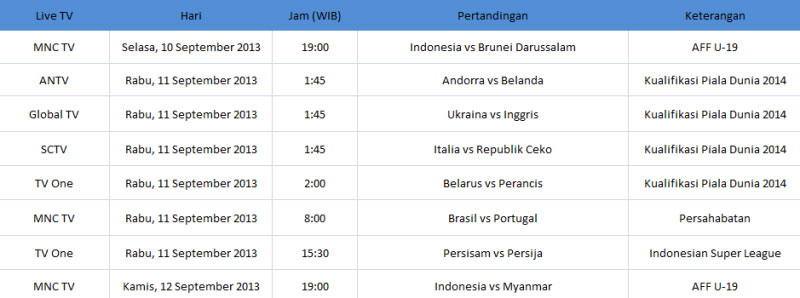 Live TV Hari Jam (WIB) Pertandingan Keterangan
MNC TV Selasa, 10 September 2013 19:00 Indonesia vs Brunei Darussalam AFF U-19
ANTV Rabu, 11 September 2013 1:45 Andorra vs Belanda Kualifikasi Piala Dunia 2014
Global TV Rabu, 11 September 2013 1:45 Ukraina vs Inggris Kualifikasi Piala Dunia 2014
SCTV Rabu, 11 September 2013 1:45 Italia vs Republik Ceko Kualifikasi Piala Dunia 2014
TV One Rabu, 11 September 2013 2:00 Belarus vs Perancis Kualifikasi Piala Dunia 2014
MNC TV Rabu, 11 September 2013 8:00 Brasil vs Portugal Persahabatan
TV One Rabu, 11 September 2013 15:30 Persisam vs Persija Indonesian Super League
MNC TV Kamis, 12 September 2013 19:00 Indonesia vs Myanmar AFF U-19